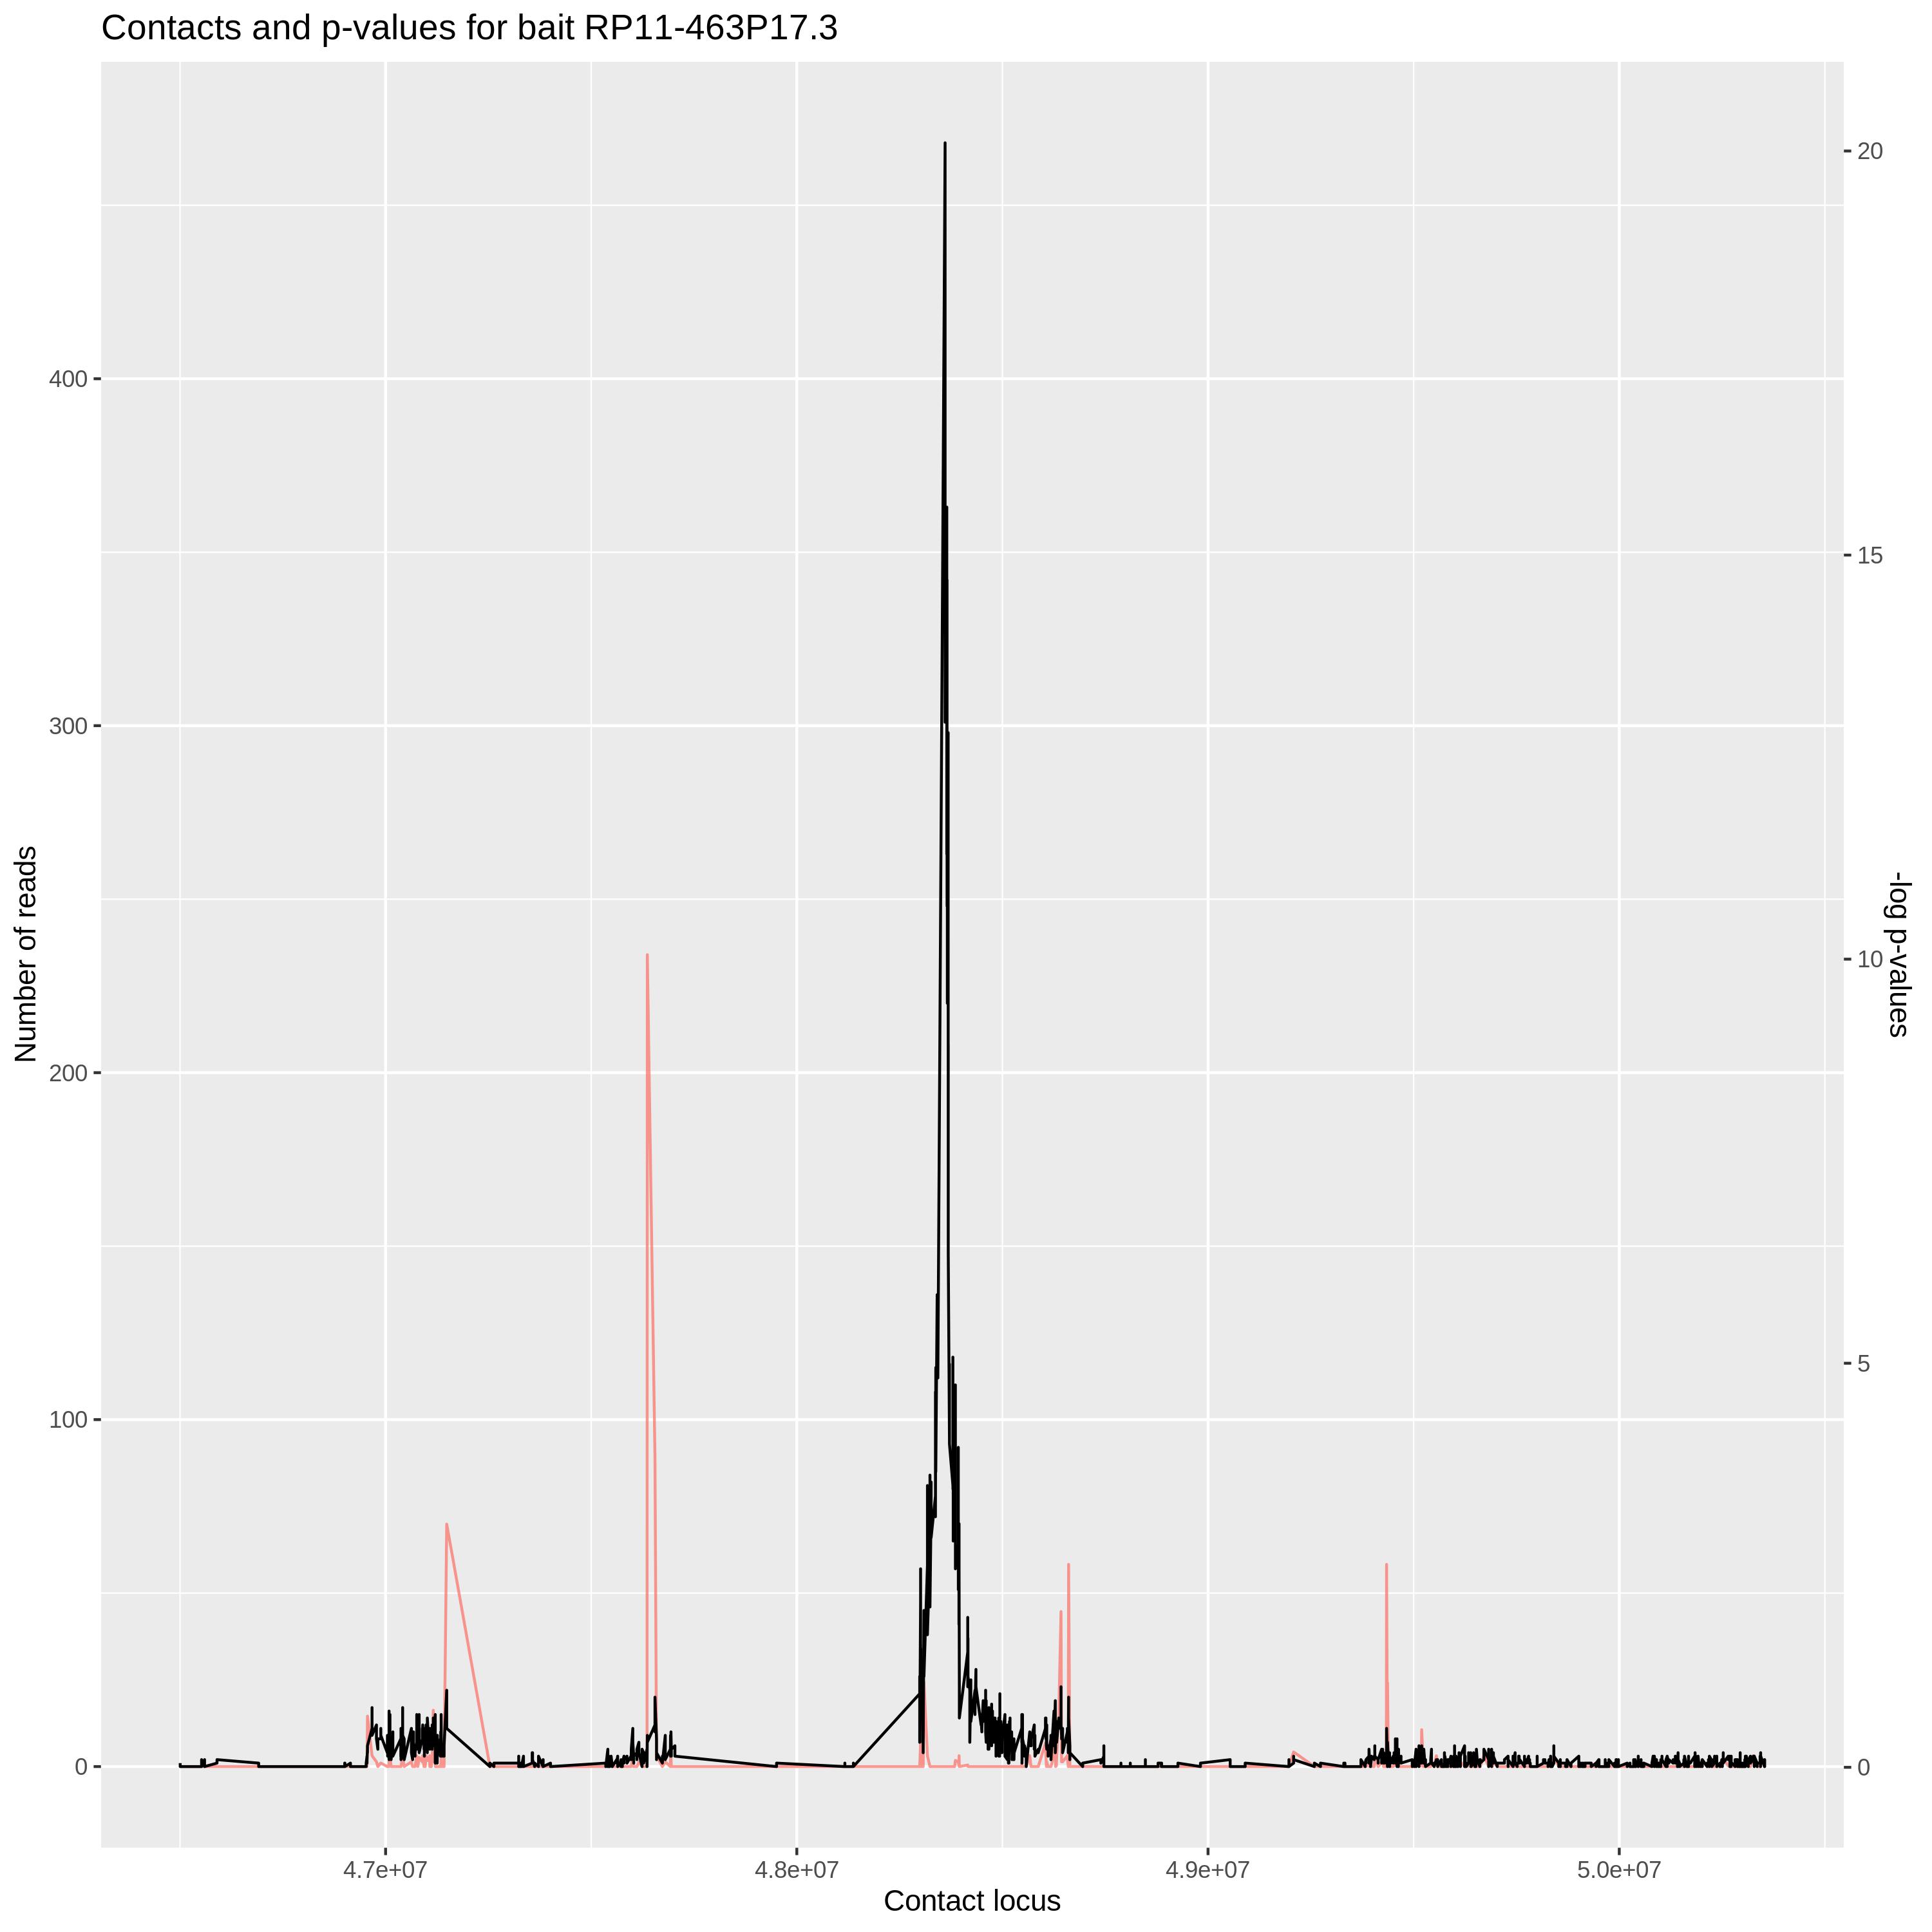 Contacts and p-values for bait RP11-463P17.3
Number of reads
400
300
200
100
0
20
15
10
5
0
-log p-values
4.7e+07 4.8e+07 4.9e+07 5.0e+07
Contact locus